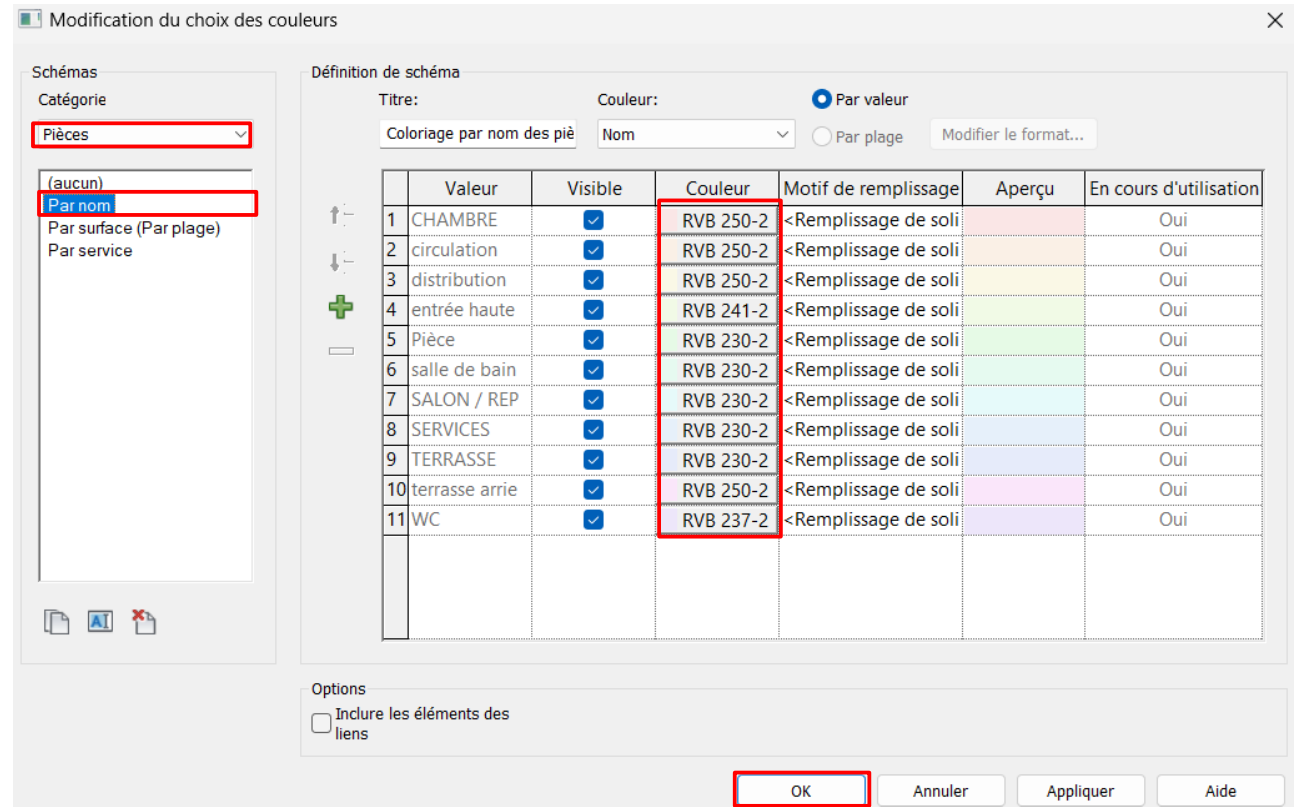 Modification du choix des couleurs
Schémas
Catégorie
Pièces
(aucun)
Par nom
Par surface (Par plage)
Par service
Définition de schéma
Titre: Couleur: Par valeur
Coloriage par nom des piè Nom Par plage Modifier le format...
Valeur Visible Couleur Motif de remplissage Aperçu En cours d'utilisation
1 CHAMBRE RVB 250-2 <Remplissage de soli Oui
2 circulation RVB 250-2 <Remplissage de soli Oui
3 distribution RVB 250-2 <Remplissage de soli Oui
4 entrée haute RVB 241-2 <Remplissage de soli Oui
5 Pièce RVB 230-2 <Remplissage de soli Oui
6 salle de bain RVB 230-2 <Remplissage de soli Oui
7 SALON / REP RVB 230-2 <Remplissage de soli Oui
8 SERVICES RVB 230-2 <Remplissage de soli Oui
9 TERRASSE RVB 230-2 <Remplissage de soli Oui
10 terrasse arrie RVB 250-2 <Remplissage de soli Oui
11 WC RVB 237-2 <Remplissage de soli Oui
AI
Options
Inclure les éléments des
liens
OK Annuler Appliquer Aide